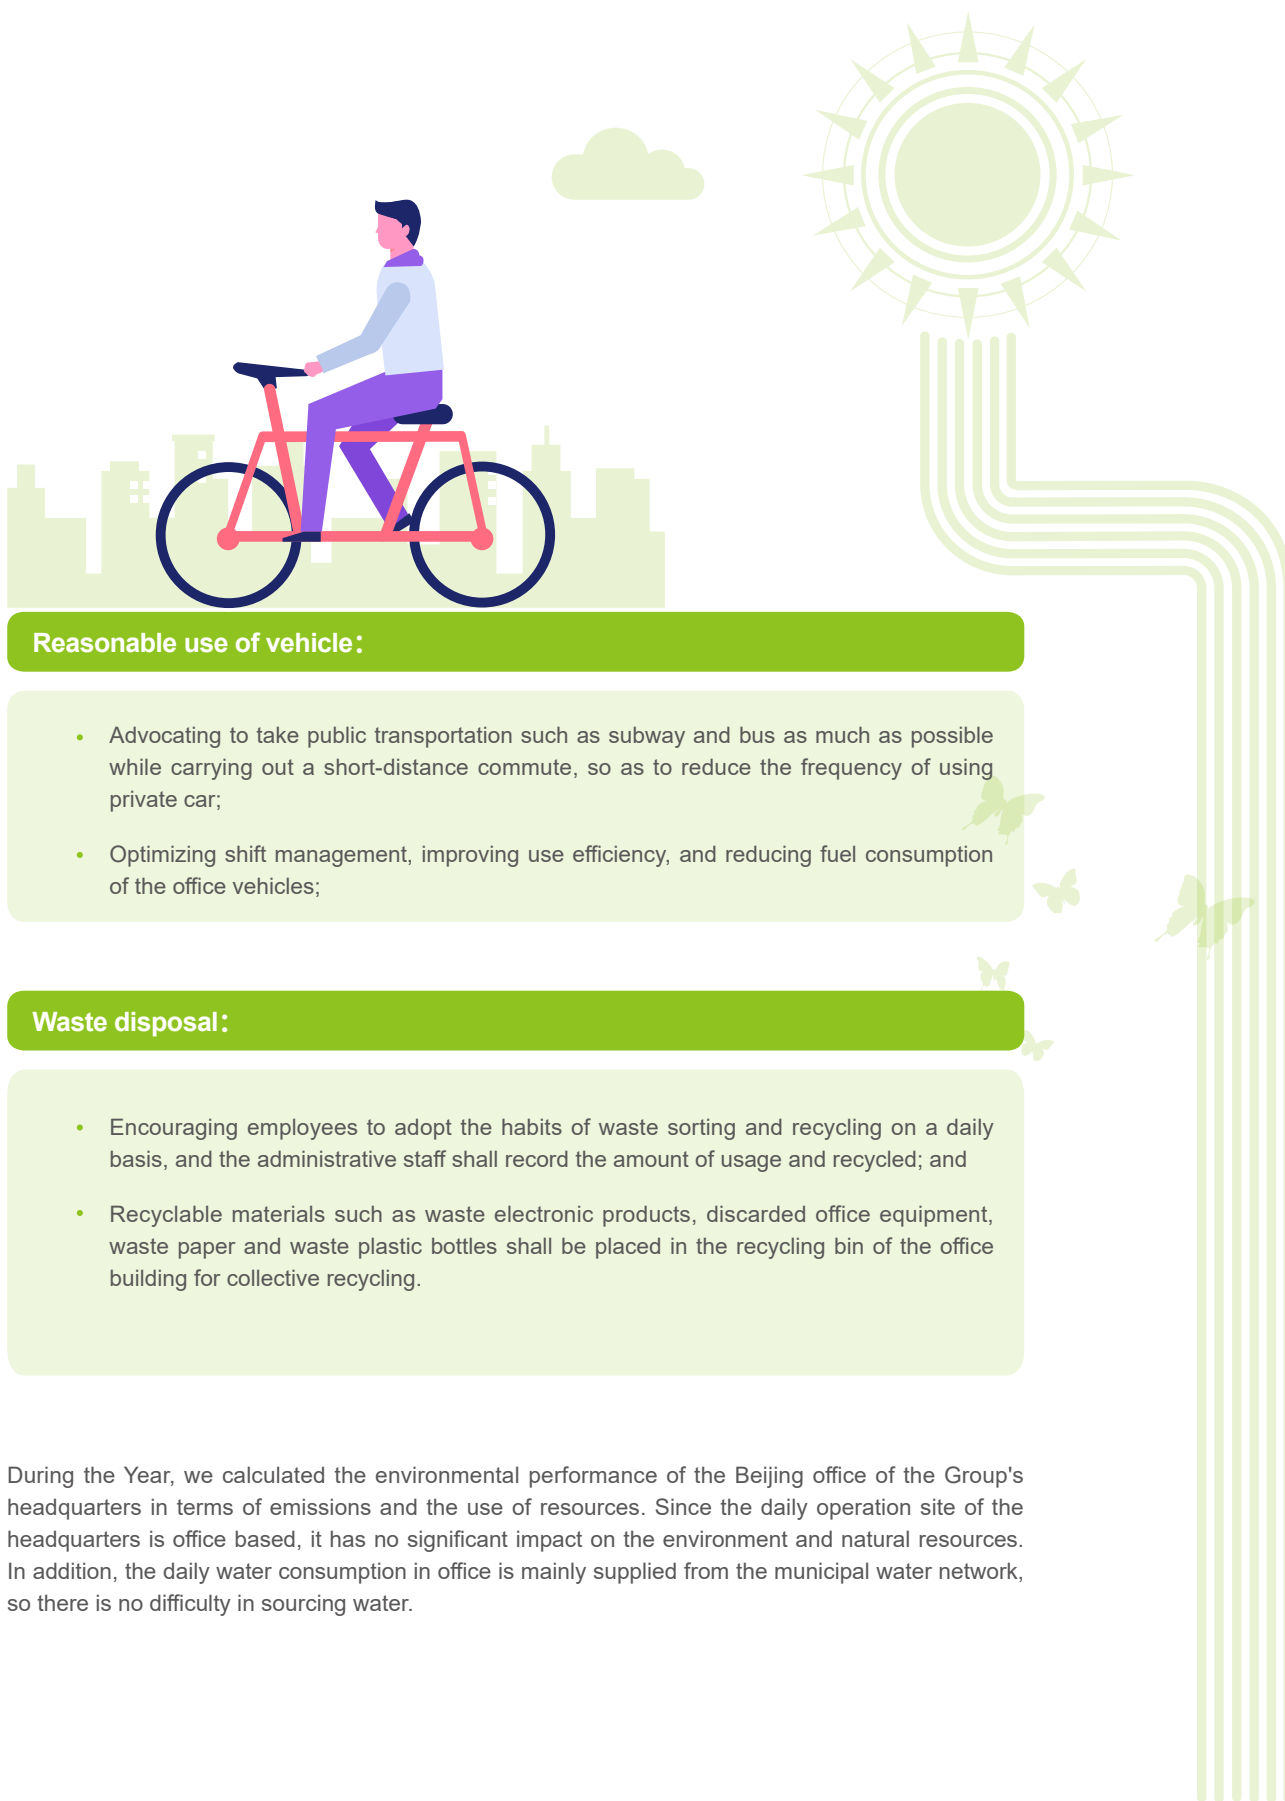 Reasonable use of vehicle：
• Advocating to take public transportation such as subway and bus as much as possible
while carrying out a short-distance commute, so as to reduce the frequency of using
private car;
• Optimizing shift management, improving use efficiency, and reducing fuel consumption
of the office vehicles;
Waste disposal：
• Encouraging employees to adopt the habits of waste sorting and recycling on a daily
basis, and the administrative staff shall record the amount of usage and recycled; and
• Recyclable materials such as waste electronic products, discarded office equipment,
waste paper and waste plastic bottles shall be placed in the recycling bin of the office
building for collective recycling.
During the Year, we calculated the environmental performance of the Beijing office of the Group's
headquarters in terms of emissions and the use of resources. Since the daily operation site of the
headquarters is office based, it has no significant impact on the environment and natural resources.
In addition, the daily water consumption in office is mainly supplied from the municipal water network,
so there is no difficulty in sourcing water.